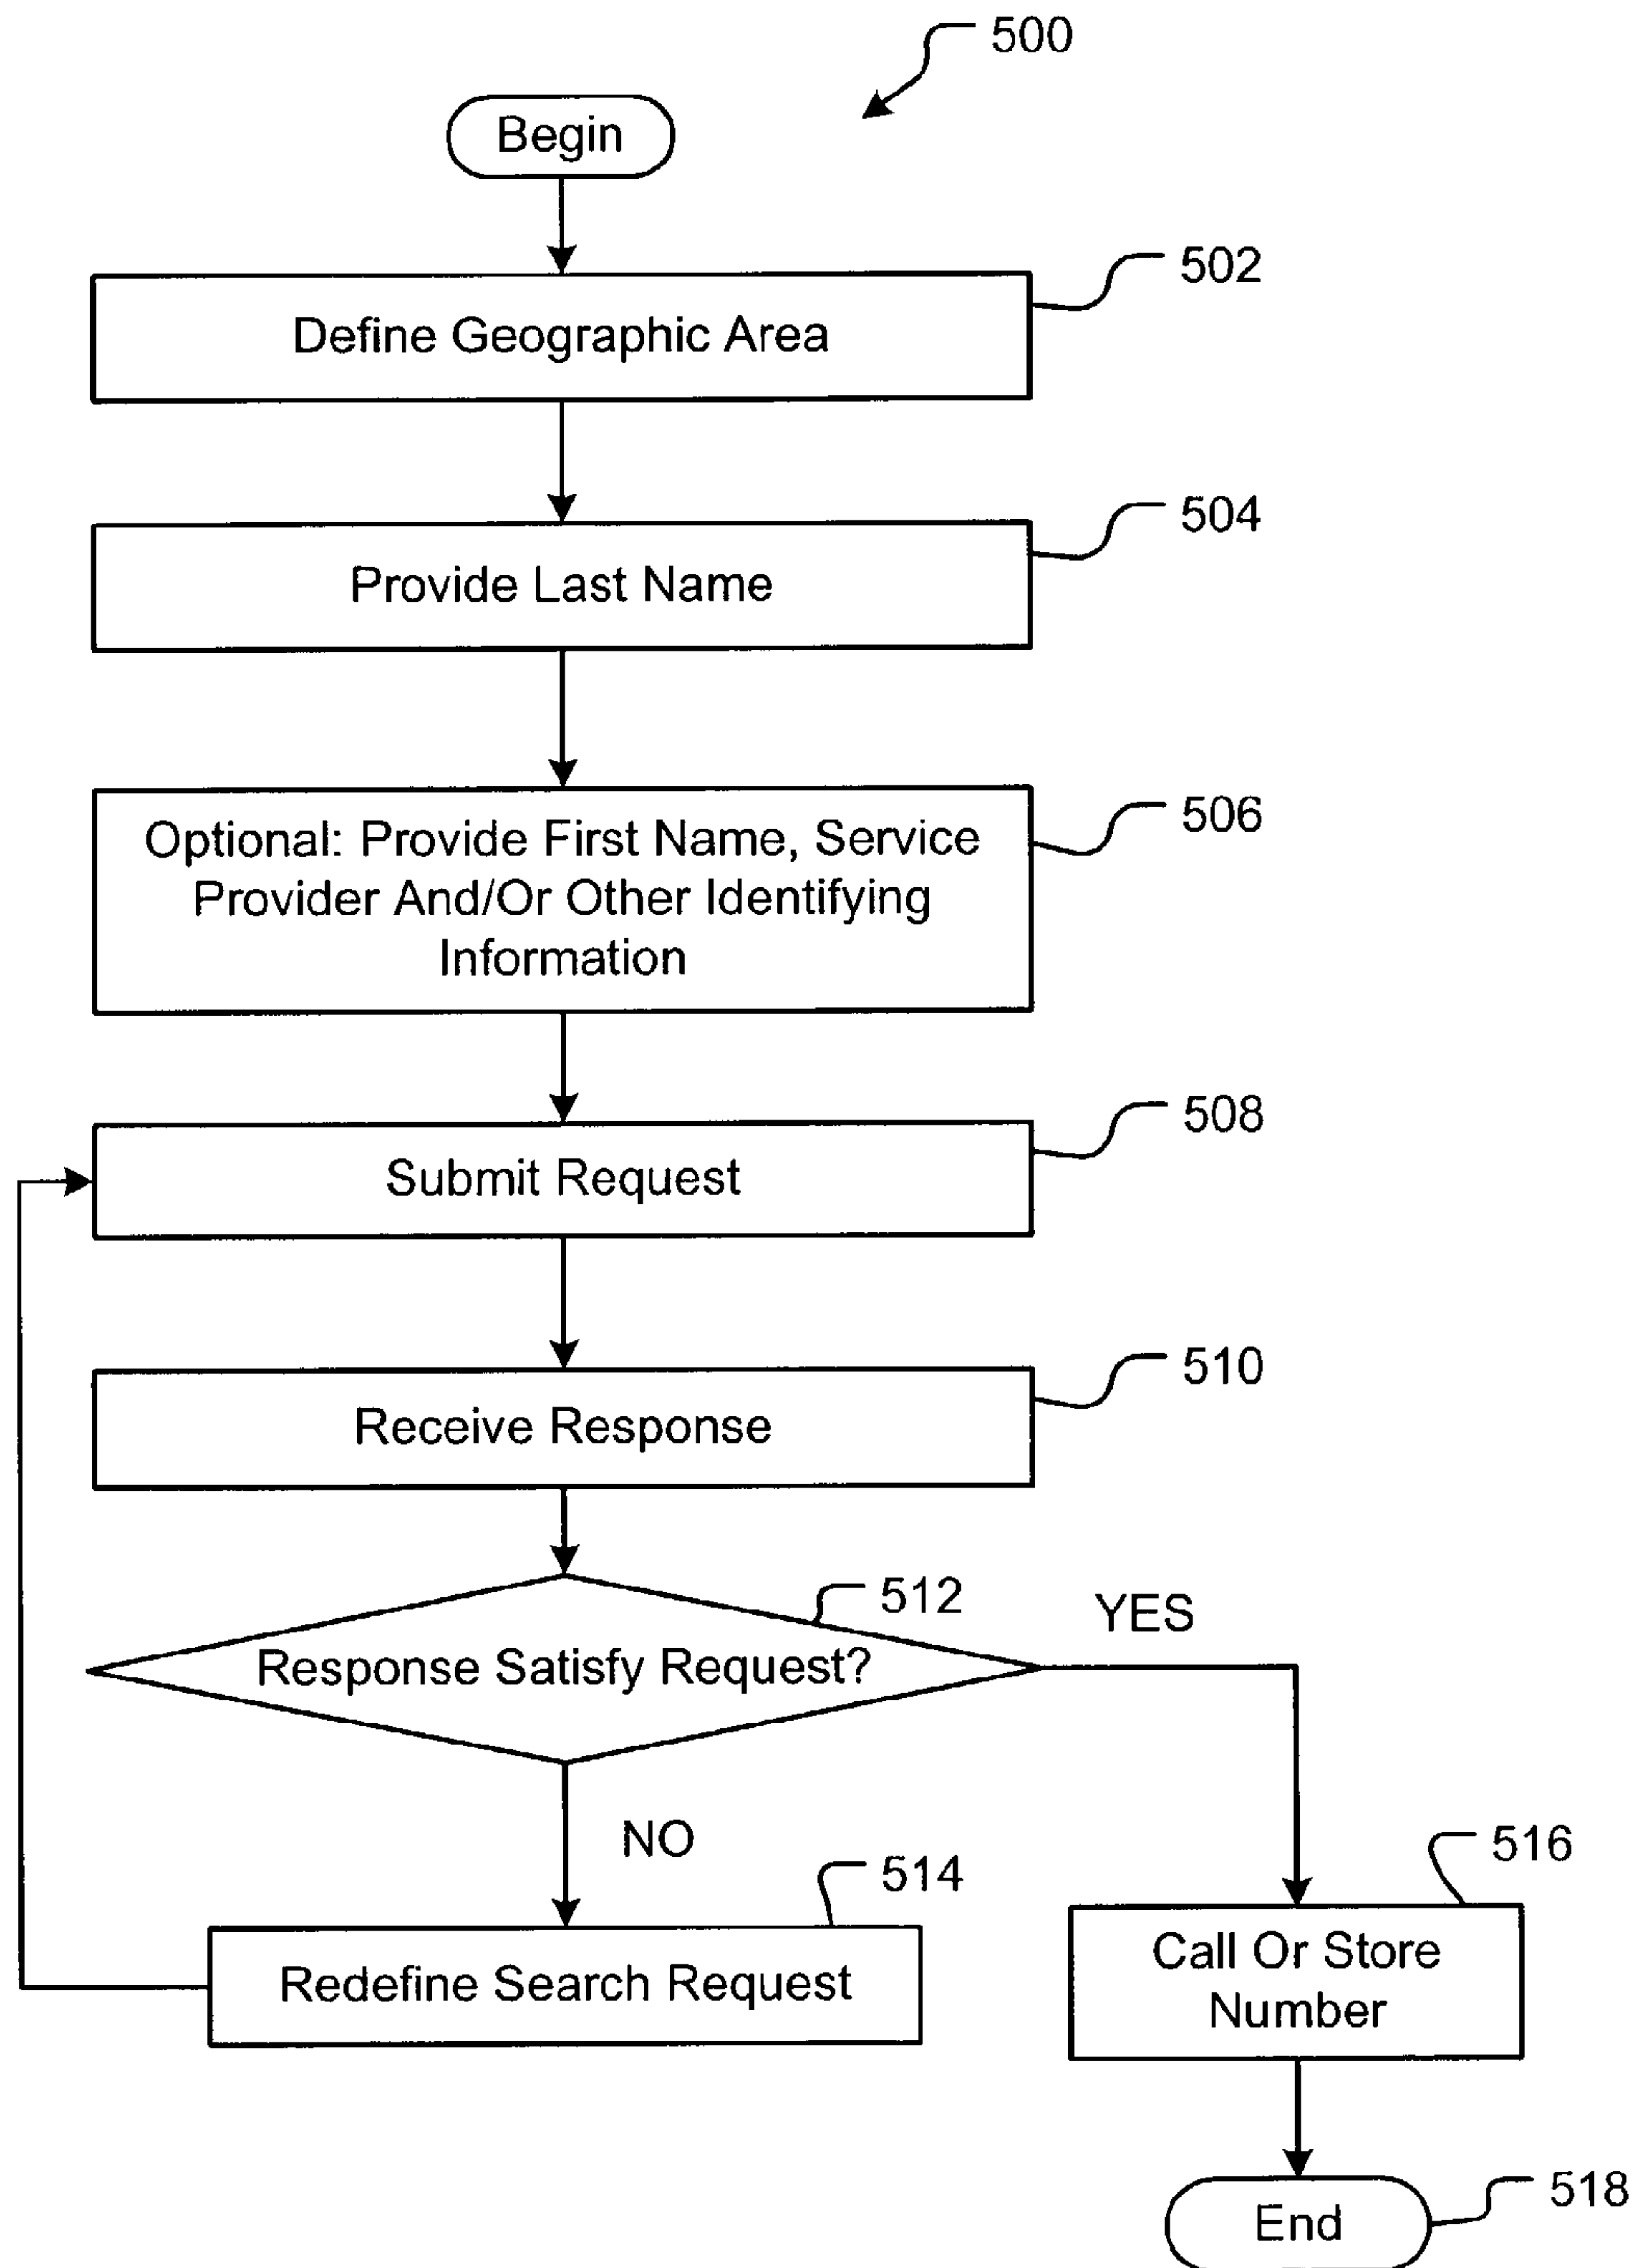 500
Begin
502
Define Geographic Area
504
Provide Last Name
506
Optional: Provide First Name, Service
Provider And/Or Other Identifying
Information
508
Submit Request
510
Receive Response
512
YES
Response Satisfy Request?
NO
514
516
Redefine Search Request
Call Or Store
Number
518
End